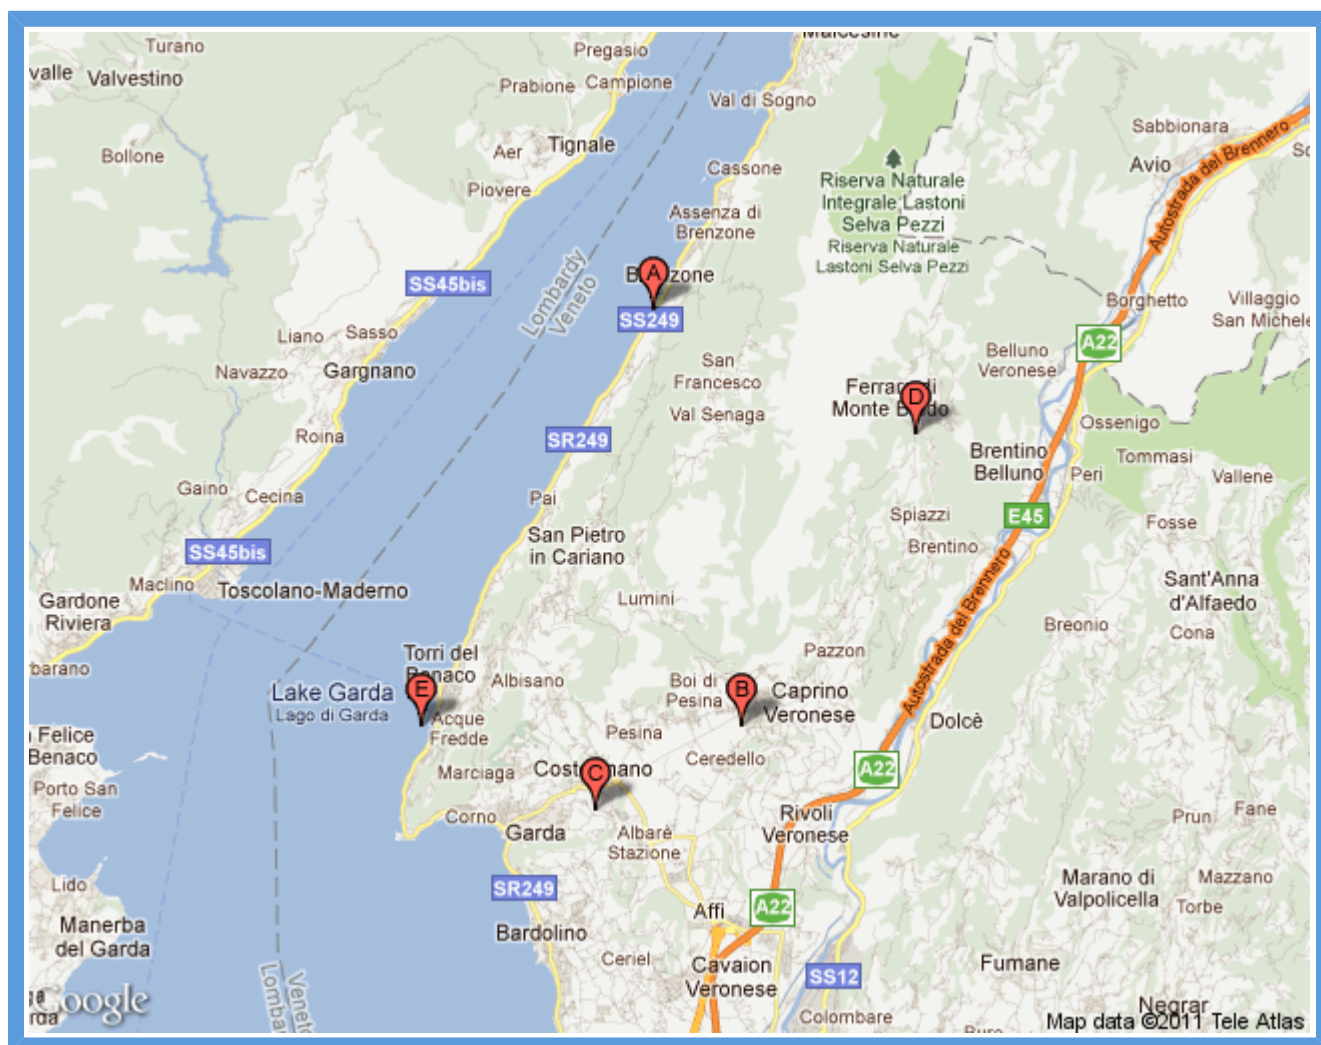 Turano
Pregasio
Malcesine
valle
Valvestino
Prabione
Campione
Val di Sogno
Sabbionara
Bollone
Aer
Tignale
Avio
Autostrada del Brennero
Piovere
Cassone
Riserva Naturale
Integrale Lastoni
Selva Pezzi
Riserva Naturale
Lastoni Selva Pezzi
Assenza di
Brenzone
A
SS45bis
Lombardy
Veneto
SS249
Borghetto
Villaggio
San Michele
Liano
Sasso
A22
Navazzo
Gargnano
San
Francesco
Belluno
Veronese
Val Senaga
D
Monte
Roina
SR249
Ossenigo
Brentino
Belluno
Tommasi
Peri
Vallene
Gaino
Cecina
Pai
Spiazzi
E45
Fosse
San Pietro
in Cariano
Brentino
SS45bis
Maclino
Toscolano-Maderno
Sant'Anna
d'Alfaedo
Gardone
Riviera
Lumini
Breonio
Cona
Autostrada del Brennero
barano
Torri del
Benaco
Pazzon
Lake Garda
Lago di Garda
E
Albisano
Boi di
Pesina
B
Caprino
Veronese
Acque
Fredde
Dolcè
Felice
Benaco
Pesina
Ceredello
Marciaga
C
A22
Porto San
Felice
Corno
Garda
Albarè
Stazione
Rivoli
Veronese
Prun
Fane
Lido
SR249
A22
Marano di
Valpolicella
Mazzano
Torbe
Manerba
del Garda
Affi
Bardolino
Ceriel
Cavaion
Veronese
SS12
Fumane
Veneto
Lombar
Google
Colombare
Negrar
Map data ©2011 Tele Atlas